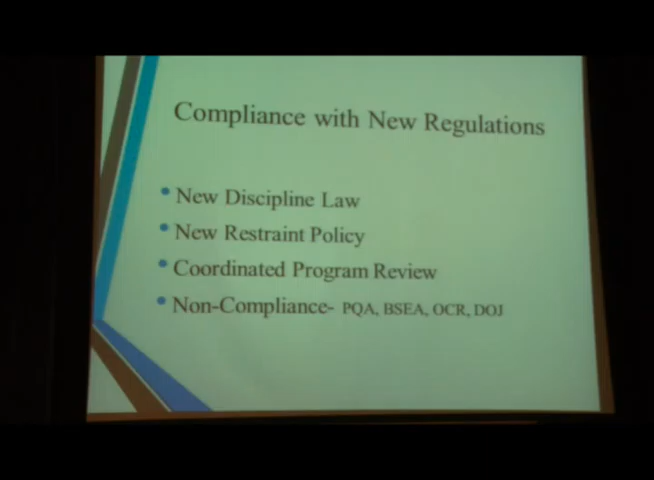 Compliance with New Regulations
• New Discipline Law
• New Restraint Policy
• Coordinated Program Review
• Non-Compliance- PQA, BSEA, OCR, DOJ